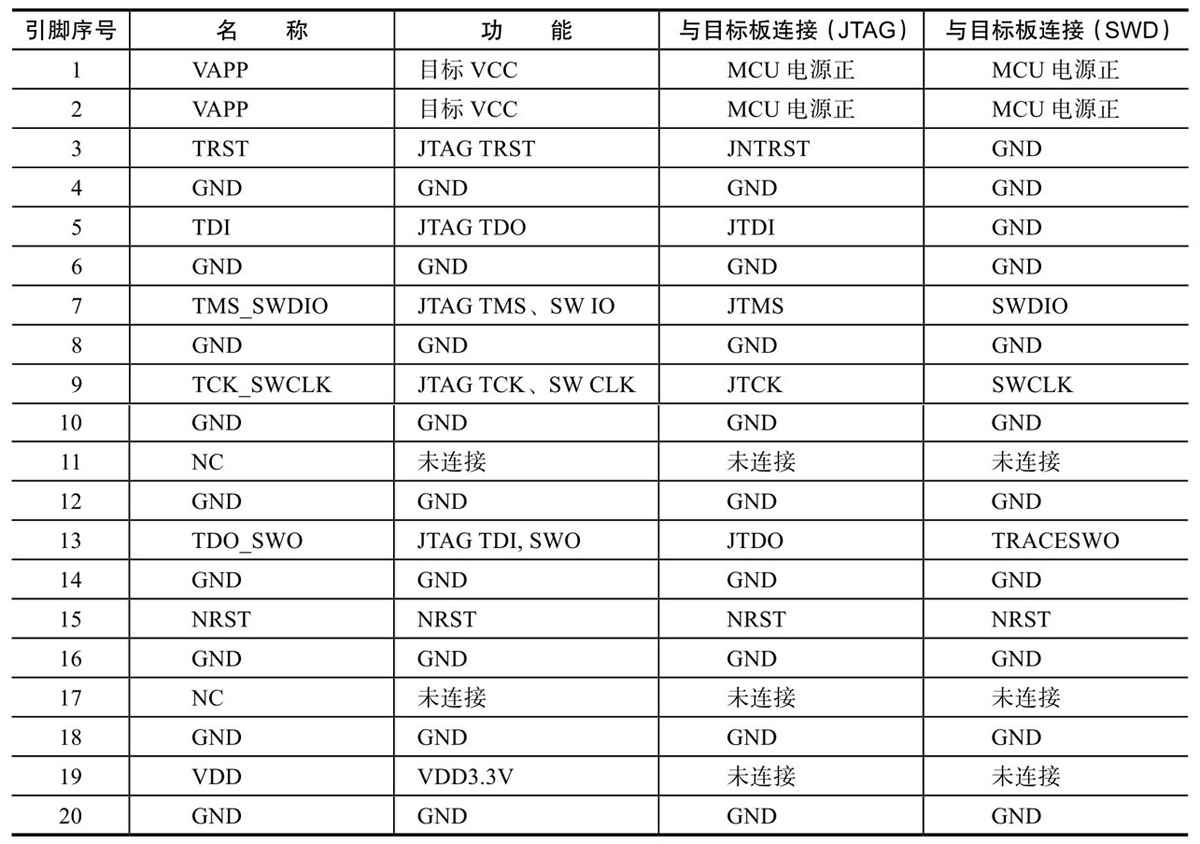 引脚序号 名 称 功 能 与目标板连接（JTAG） 与目标板连接（SWD）
1 VAPP 目标 VCC MCU 电源正 MCU 电源正
2 VAPP 目标 VCC MCU 电源正 MCU 电源正
3 TRST JTAG TRST JNTRST GND
4 GND GND GND GND
5 TDI JTAG TDO JTDI GND
6 GND GND GND GND
7 TMS_SWDIO JTAG TMS、SW IO JTMS SWDIO
8 GND GND GND GND
9 TCK_SWCLK JTAG TCK、SW CLK JTCK SWCLK
10 GND GND GND GND
11 NC 未连接 未连接 未连接
12 GND GND GND GND
13 TDO_SWO JTAG TDI, SWO JTDO TRACESWO
14 GND GND GND GND
15 NRST NRST NRST NRST
16 GND GND GND GND
17 NC 未连接 未连接 未连接
18 GND GND GND GND
19 VDD VDD3.3V 未连接 未连接
20 GND GND GND GND